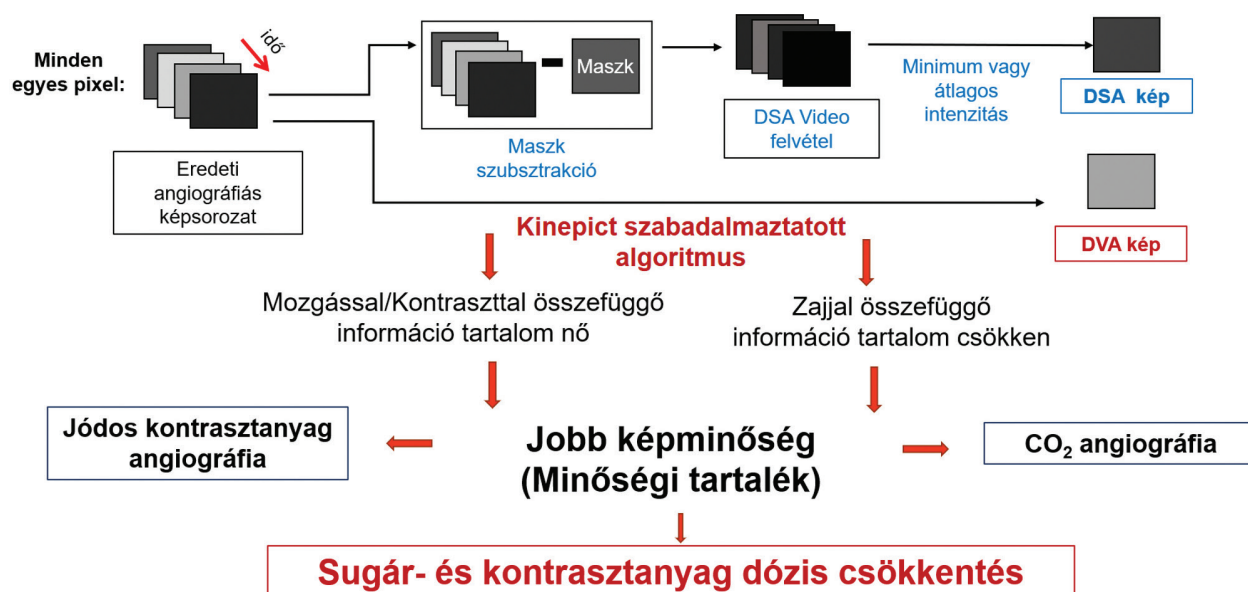 Minden
egyes pixel:
idő
Eredeti
angiográfiás
képsorozat
Maszk
Maszk
szubsztrakció
DSA Video
felvétel
Minimum vagy
átlagos
intenzitás
DSA kép
DVA kép
Kinepict szabadalmaztatott
algoritmus
Mozgással/Kontraszttal összefüggő
információ tartalom nő
Zajjal összefüggő
információ tartalom csökken
Jódos kontrasztanyag
angiográfia
Jobb képminőség
(Minőségi tartalék)
CO₂ angiográfia
Sugár- és kontrasztanyag dózis csökkentés